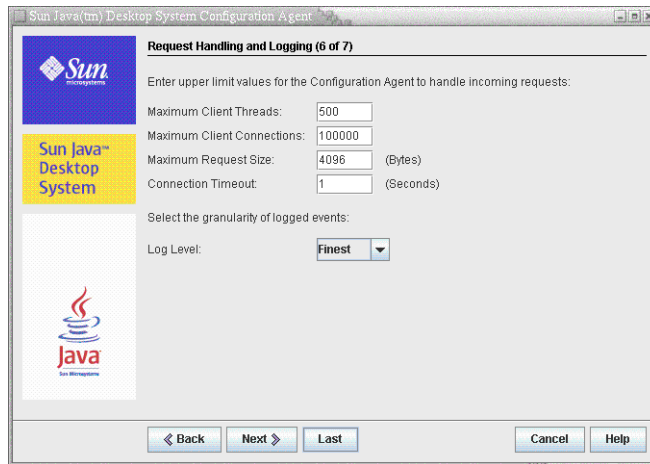 Sun Java(tm) Desktop System Configuration Agent
Sun
microsystems
Sun Java™
Desktop
System
Java
Sun Microsystems
Request Handling and Logging (6 of 7)
Enter upper limit values for the Configuration Agent to handle incoming requests:
Maximum Client Threads: 500
Maximum Client Connections: 100000
Maximum Request Size: 4096 (Bytes)
Connection Timeout: 1 (Seconds)
Select the granularity of logged events:
Log Level: Finest
Back Next Last Cancel Help